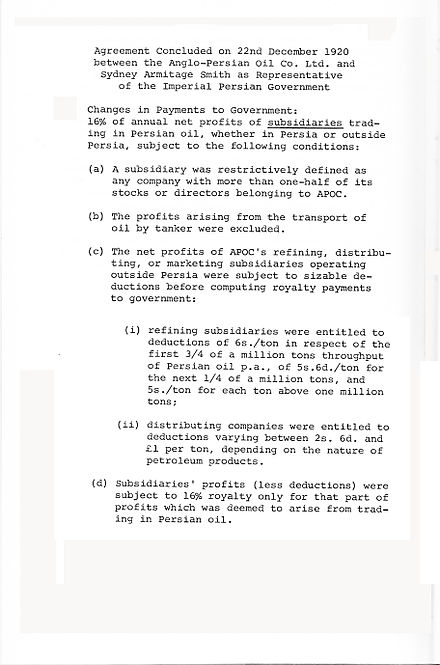 Agreement Concluded on 22nd December 1920
between the Anglo-Persian Oil Co. Ltd. and
Sydney Armitage Smith as Representative
of the Imperial Persian Government
Changes in Payments to Government:
16% of annual net profits of subsidiaries trad-
ing in Persian oil, whether in Persia or outside
Persia, subject to the following conditions:
(a) A subsidiary was restrictively defined as
any company with more than one-half of its
stocks or directors belonging to APOC.
(b) The profits arising from the transport of
oil by tanker were excluded.
(c) The net profits of APOC's refining, distribu-
ting, or marketing subsidiaries operating
outside Persia were subject to sizable de-
ductions before computing royalty payments
to government:
(i) refining subsidiaries were entitled to
deductions of 6s./ton in respect of the
first 3/4 of a million tons throughput
of Persian oil p.a., of 5s.6d./ton for
the next 1/4 of a million tons, and
5s./ton for each ton above one million
tons;
(ii) distributing companies were entitled to
deductions varying between 2s. 6d. and
£1 per ton, depending on the nature of
petroleum products.
(d) Subsidiaries' profits (less deductions) were
subject to 16% royalty only for that part of
profits which was deemed to arise from trad-
ing in Persian oil.